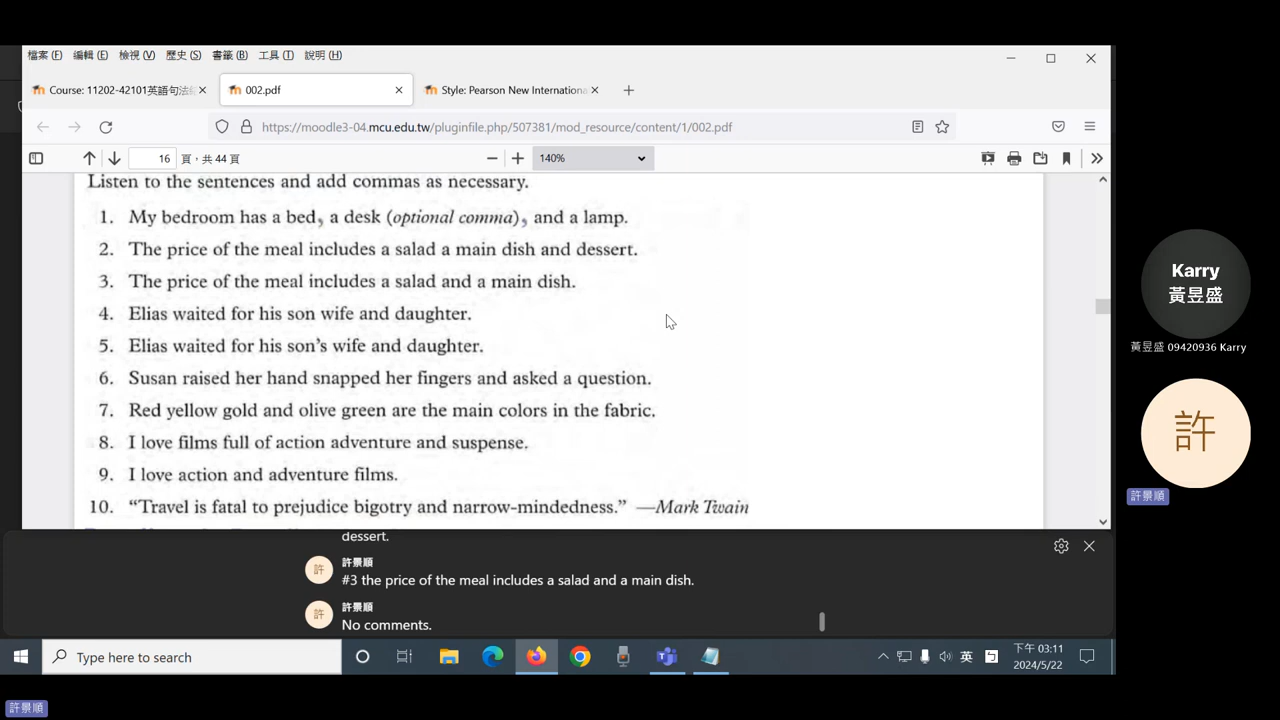 檔案 (F) 編輯 (E) 檢視 (V) 歷史 (S) 書籤 (B) 工具 (T) 說明 (H)
Course: 11202-42101英語句法 002.pdf Style: Pearson New Internationa
https://moodle3-04.mcu.edu.tw/pluginfile.php/507381/mod_resource/content/1/002.pdf
16 頁，共 44 頁 140%
Listen to the sentences and add commas as necessary.
1. My bedroom has a bed, a desk (optional comma), and a lamp.
2. The price of the meal includes a salad a main dish and dessert.
3. The price of the meal includes a salad and a main dish.
4. Elias waited for his son wife and daughter.
5. Elias waited for his son’s wife and daughter.
6. Susan raised her hand snapped her fingers and asked a question.
7. Red yellow gold and olive green are the main colors in the fabric.
8. I love films full of action adventure and suspense.
9. I love action and adventure films.
10. “Travel is fatal to prejudice bigotry and narrow-mindedness.” —Mark Twain
Karry
黃昱盛
黃昱盛 09420936 Karry
許
許景順
dessert.
許 許景順
#3 the price of the meal includes a salad and a main dish.
許 許景順
No comments.
Type here to search
英
下午 03:11
2024/5/22
許景順